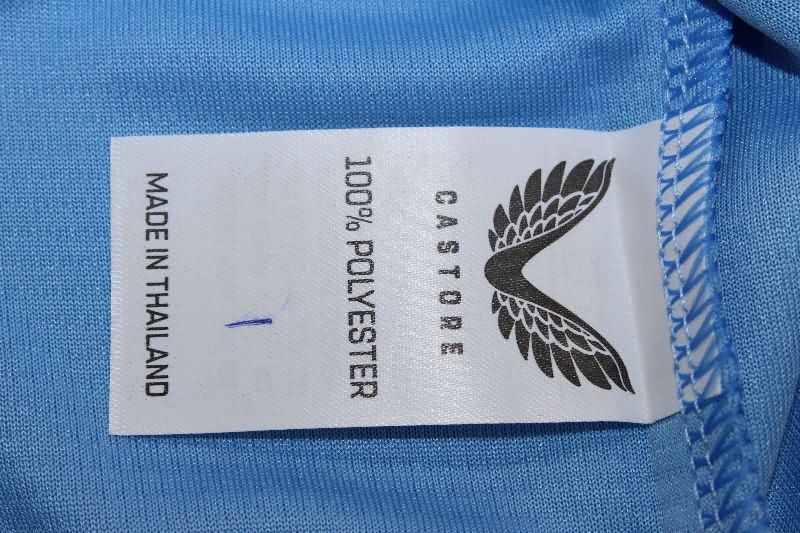 CASTORE
100% POLYESTER
MADE IN THAILAND